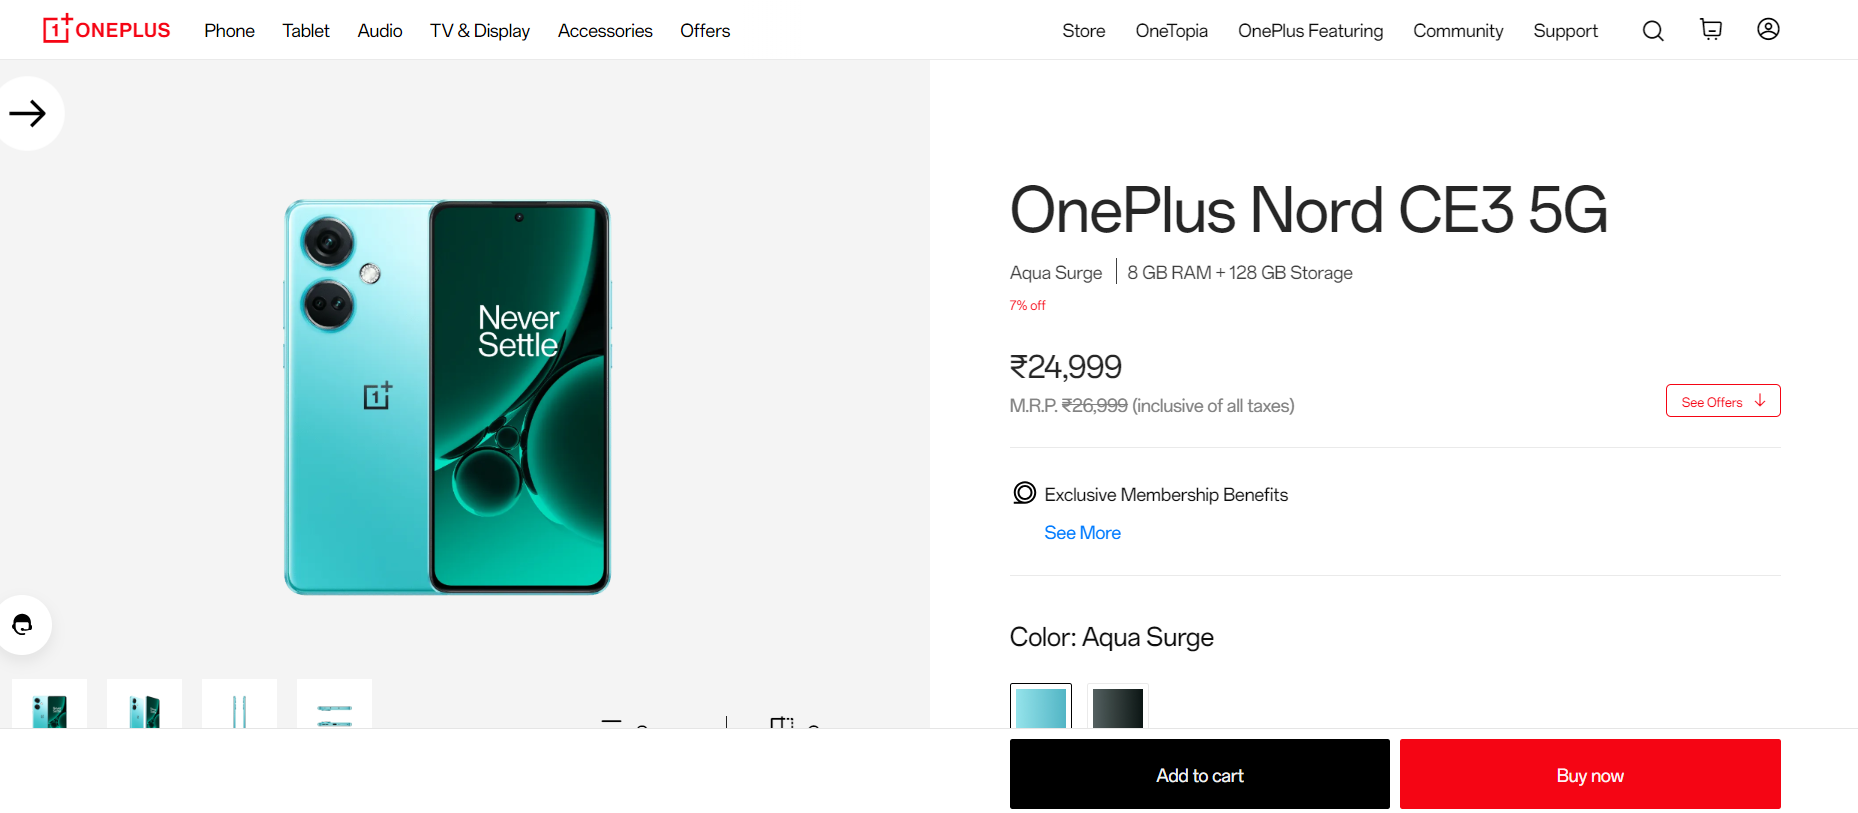 ONEPLUS
Phone
Tablet
Audio
TV & Display
Accessories
Offers
Store
OneTopia
OnePlus Featuring
Community
Support
Never
Settle
OnePlus Nord CE3 5G
Aqua Surge | 8 GB RAM + 128 GB Storage
7% off
₹24,999
M.R.P. ₹26,999 (inclusive of all taxes)
See Offers
Exclusive Membership Benefits
See More
Color: Aqua Surge
Add to cart
Buy now